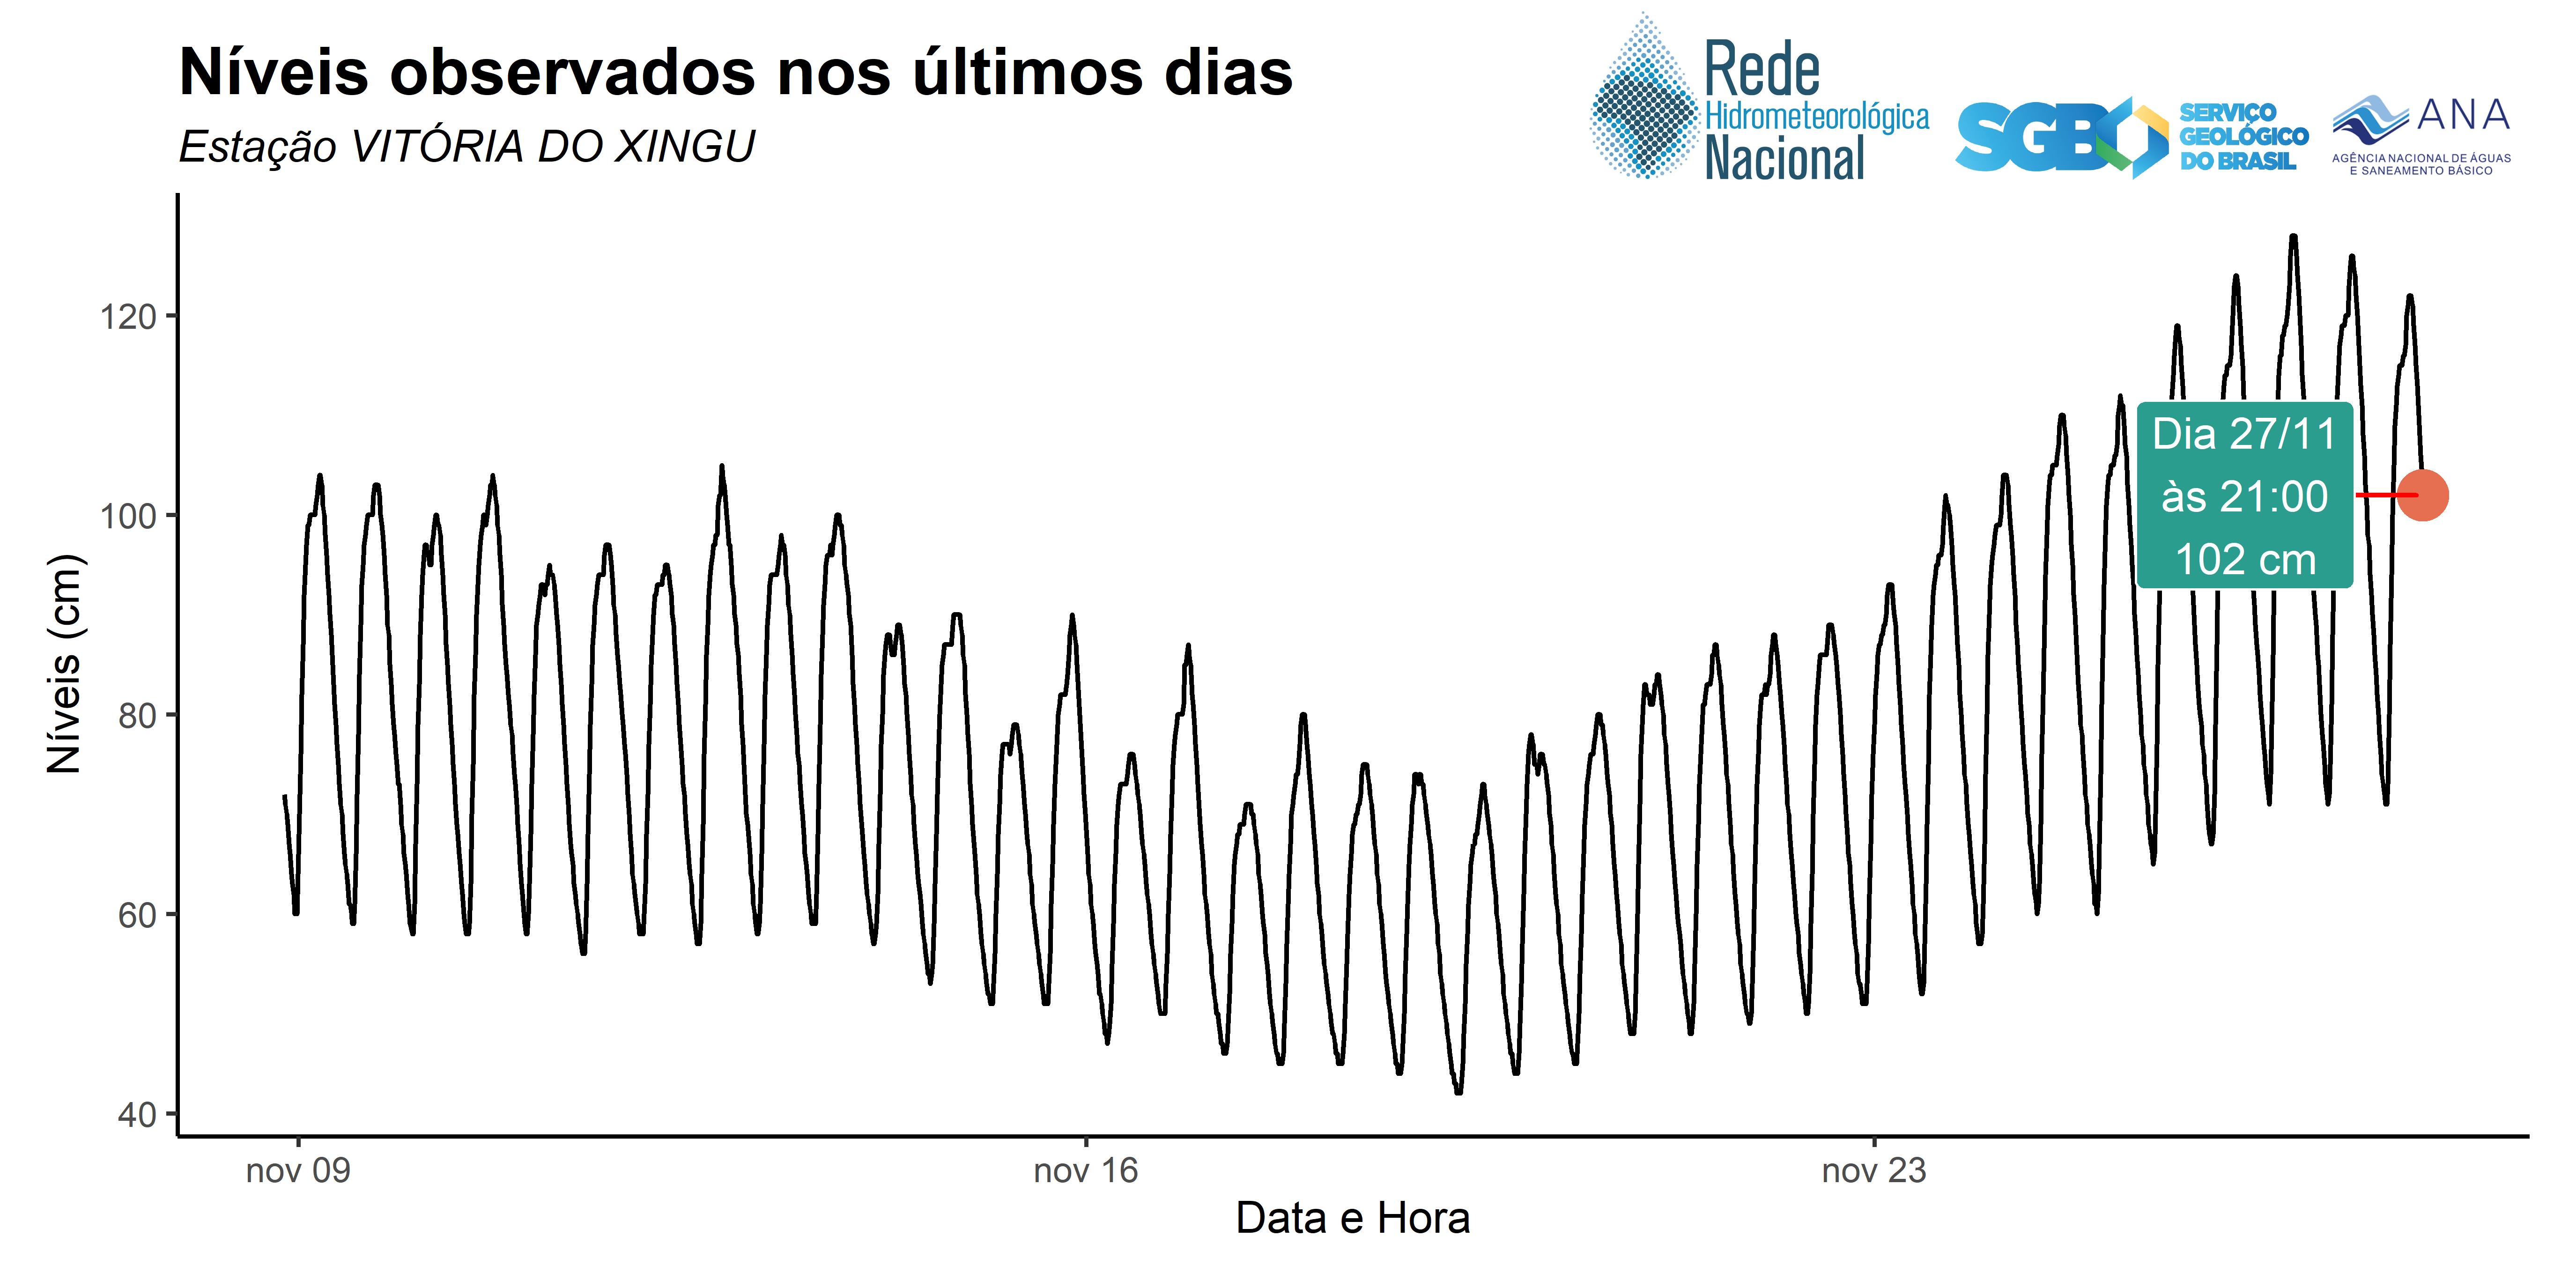 Níveis observados nos últimos dias
Estação VITÓRIA DO XINGU
Rede
Hidrometeorológica
Nacional
SGB
SERVIÇO
GEOLÓGICO
DO BRASIL
ANA
AGÊNCIA NACIONAL DE ÁGUAS
E SANEAMENTO BÁSICO
Níveis (cm)
120
100
80
60
40
Dia 27/11
às 21:00
102 cm
nov 09
nov 16
nov 23
Data e Hora